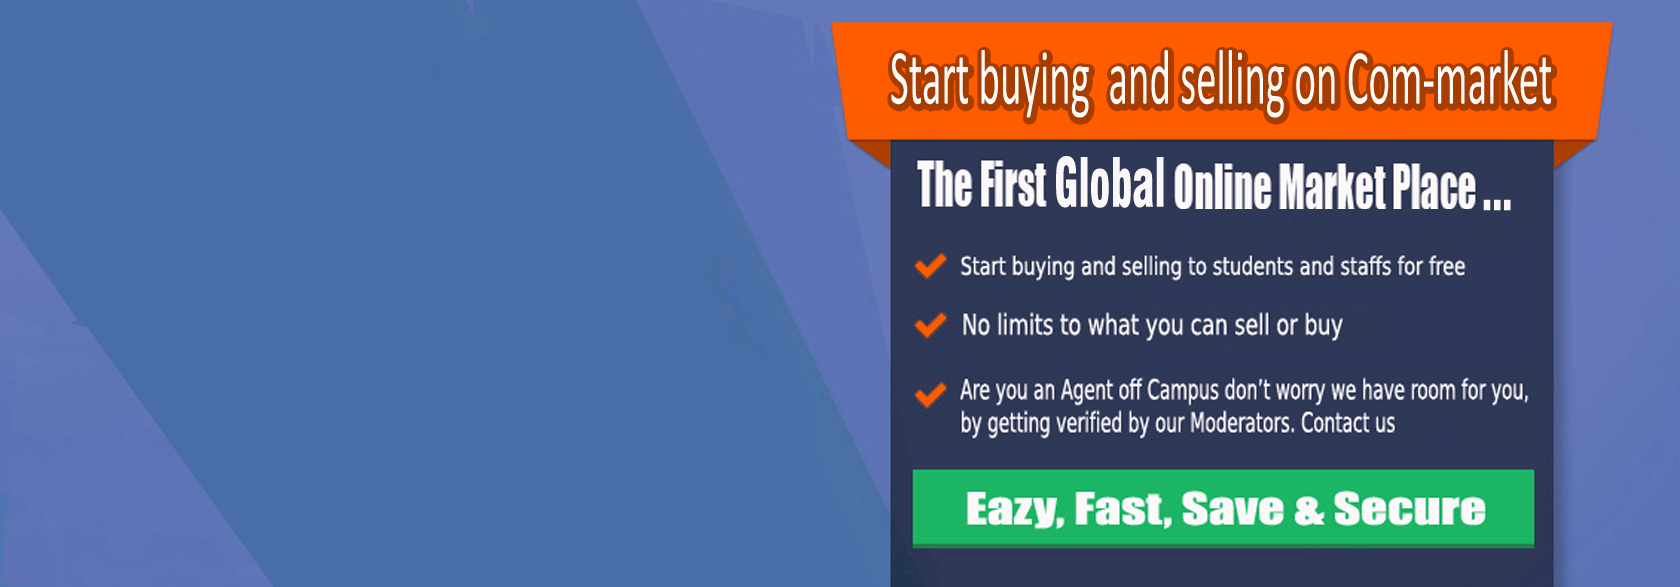 Start buying and selling on Com-market
The First Global Online Market Place ...
Start buying and selling to students and staffs for free
No limits to what you can sell or buy
Are you an Agent off Campus don't worry we have room for you,
by getting verified by our Moderators. Contact us
Eazy, Fast, Save & Secure